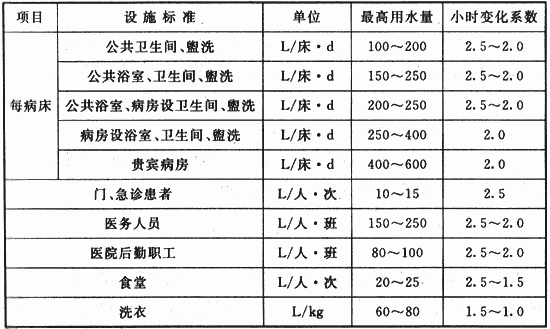 项目 设施标准 单位 最高用水量 小时变化系数
公共卫生间、盥洗 L/床·d 100～200 2.5～2.0
公共浴室、卫生间、盥洗 L/床·d 150～250 2.5～2.0
每病床 公共浴室、病房设卫生间、盥洗 L/床·d 200～250 2.5～2.0
病房设浴室、卫生间、盥洗 L/床·d 250～400 2.0
贵宾病房 L/床·d 400～600 2.0
门、急诊患者 L/人·次 10～15 2.5
医务人员 L/人·班 150～250 2.5～2.0
医院后勤职工 L/人·班 80～100 2.5～2.0
食堂 L/人·次 20～25 2.5～1.5
洗衣 L/kg 60～80 1.5～1.0